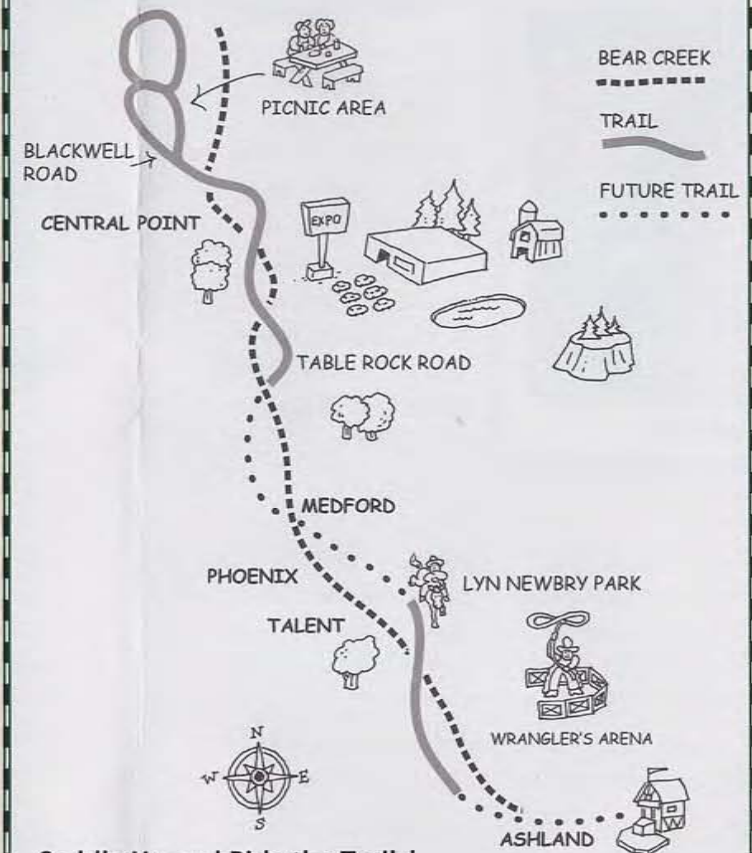 BEAR CREEK
PICNIC AREA
TRAIL
BLACKWELL
ROAD
FUTURE TRAIL
CENTRAL POINT
EXPO
TABLE ROCK ROAD
MEDFORD
PHOENIX
LYN NEWBRY PARK
TALENT
WRANGLER'S ARENA
N
W
E
S
ASHLAND